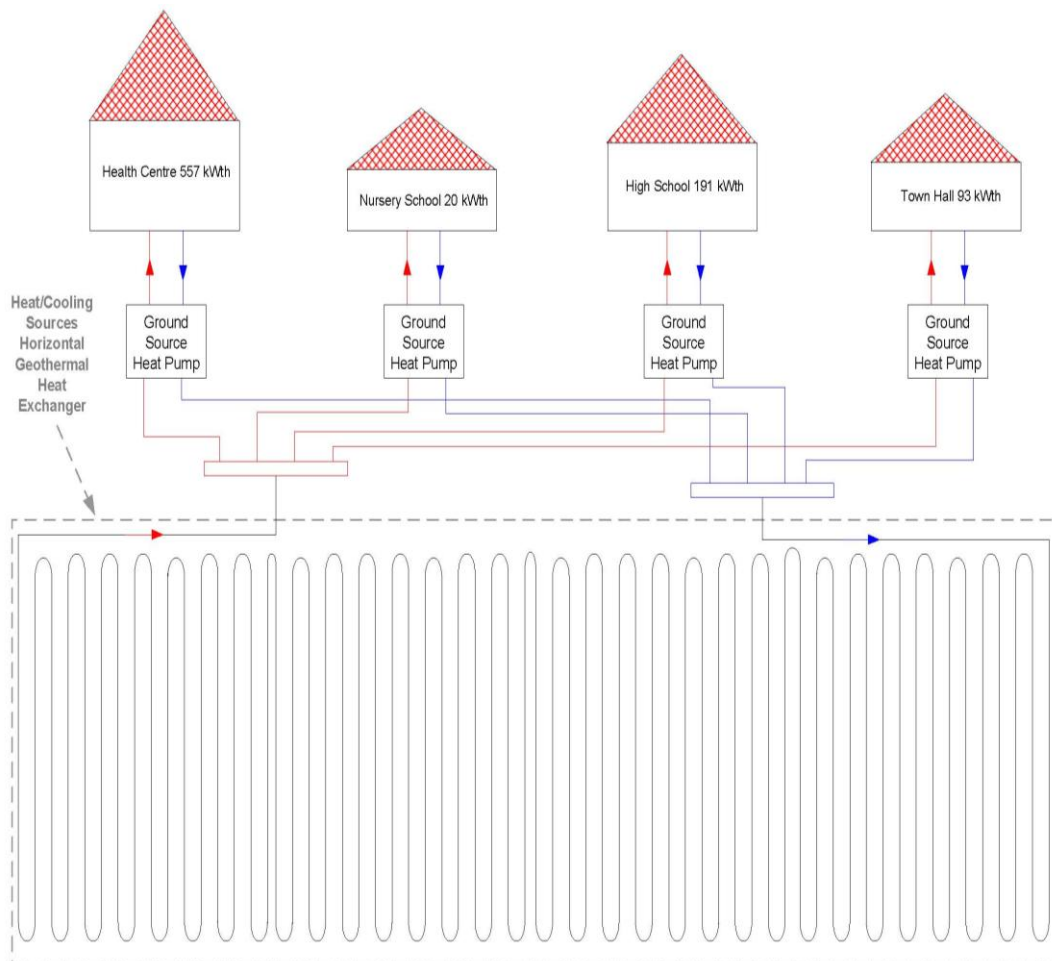 Health Centre 557 kWth
Nursery School 20 kWth
High School 191 kWth
Town Hall 93 kWth
Heat/Cooling
Sources
Horizontal
Geothermal
Heat
Exchanger
Ground
Source
Heat Pump
Ground
Source
Heat Pump
Ground
Source
Heat Pump
Ground
Source
Heat Pump